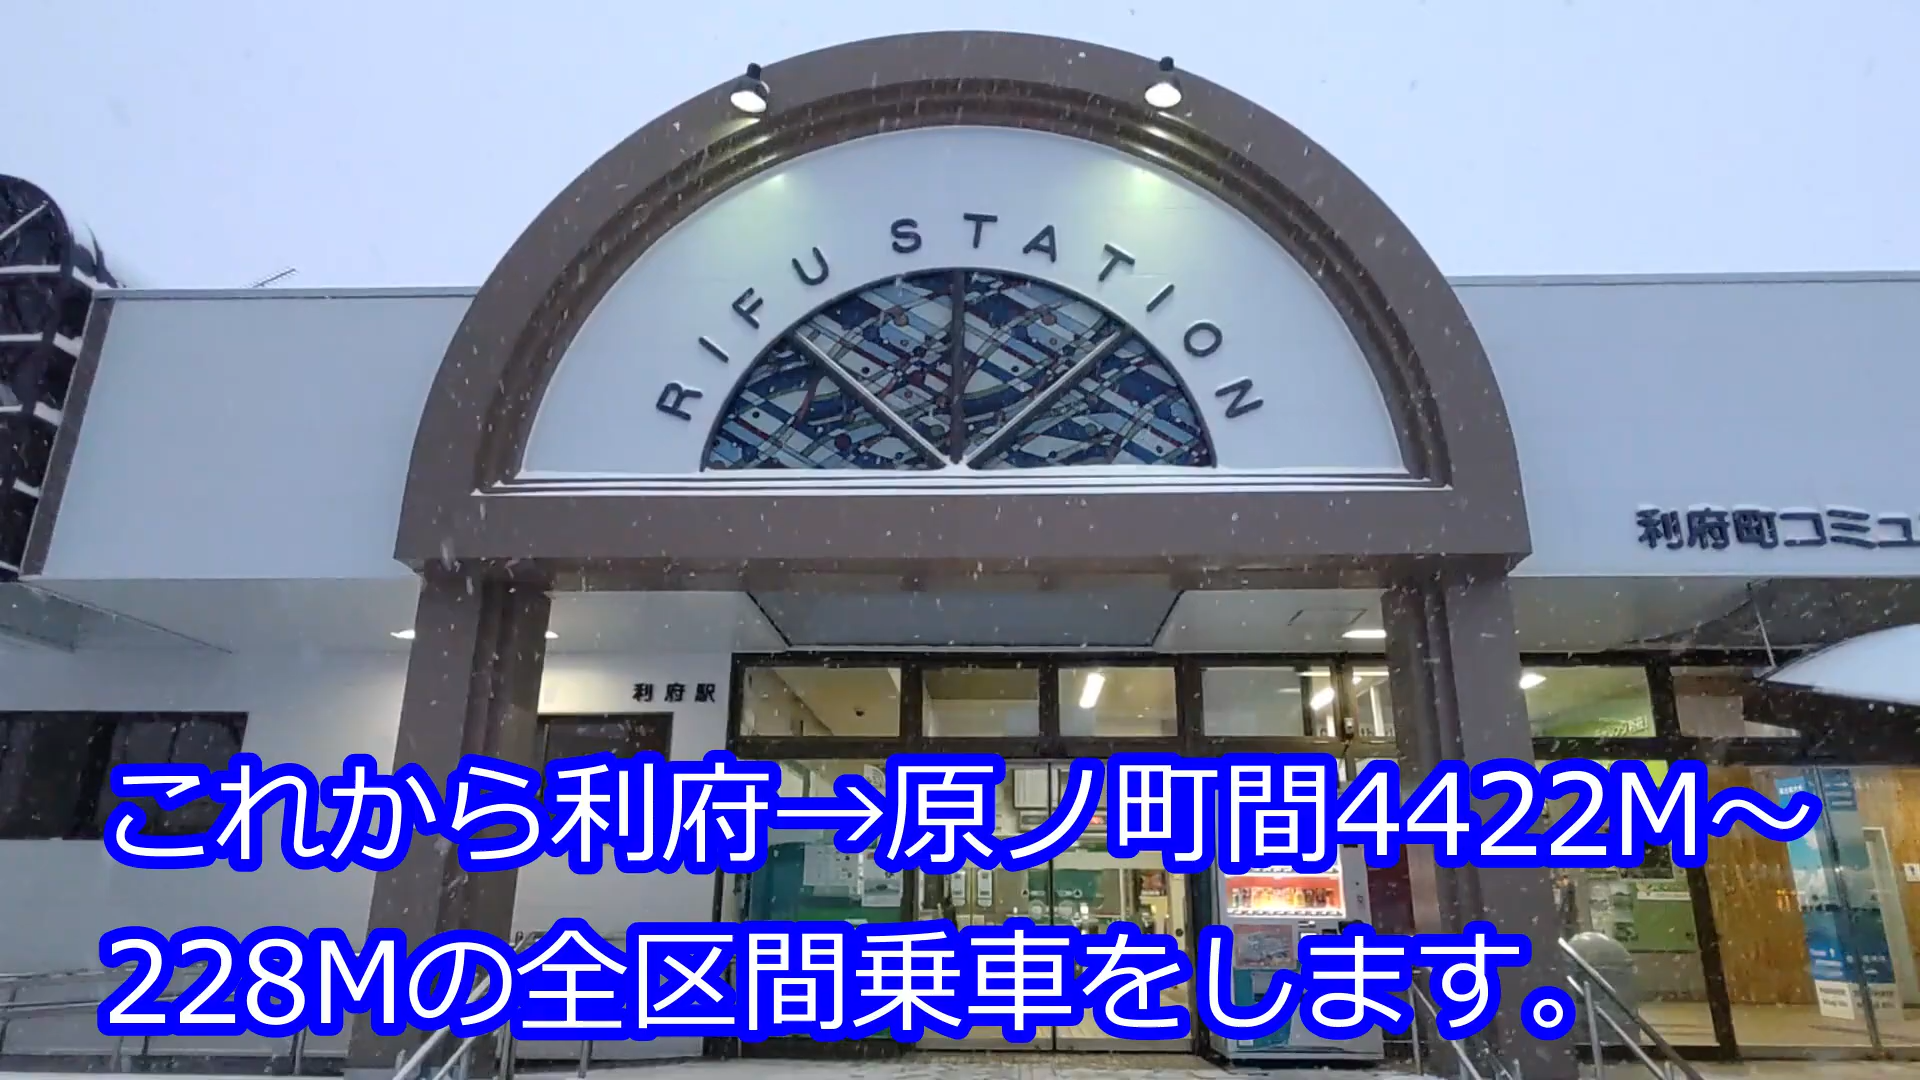 RIFU STATION
利府町コミュ
利府駅
これから利府→原ノ町間4422M～
228Mの全区間乗車をします。